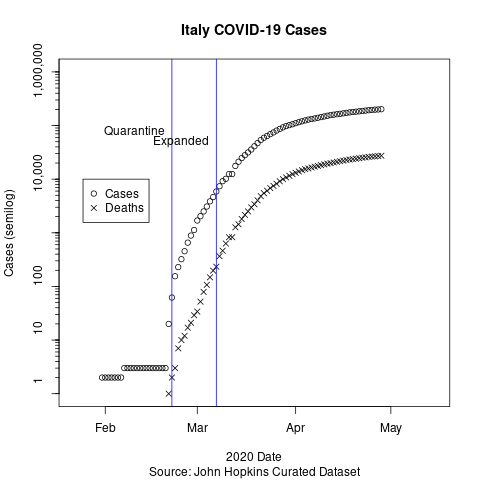 Italy COVID-19 Cases
1,000,000
10,000
100
10
1
Cases (semilog)
Quarantine
Expanded
Cases
Deaths
Feb
Mar
Apr
May
2020 Date
Source: John Hopkins Curated Dataset